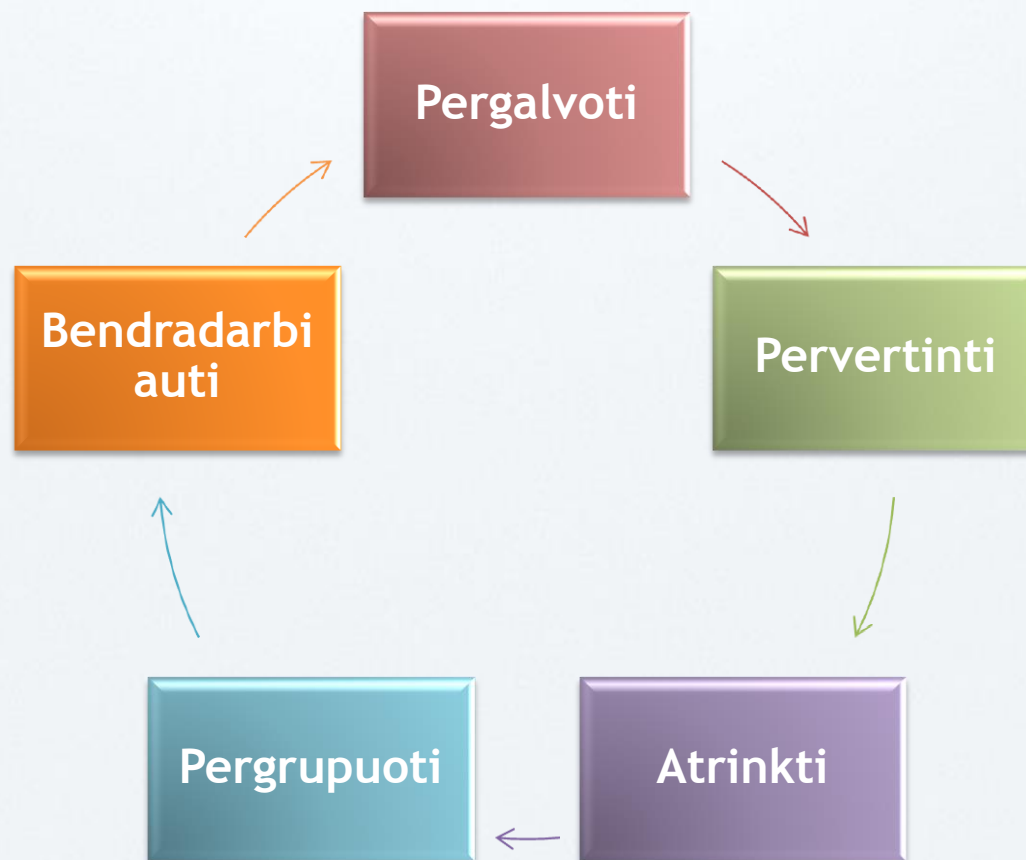 Pergalvoti
Pervertinti
Atrinkti
Pergrupuoti
Bendradarbi
auti